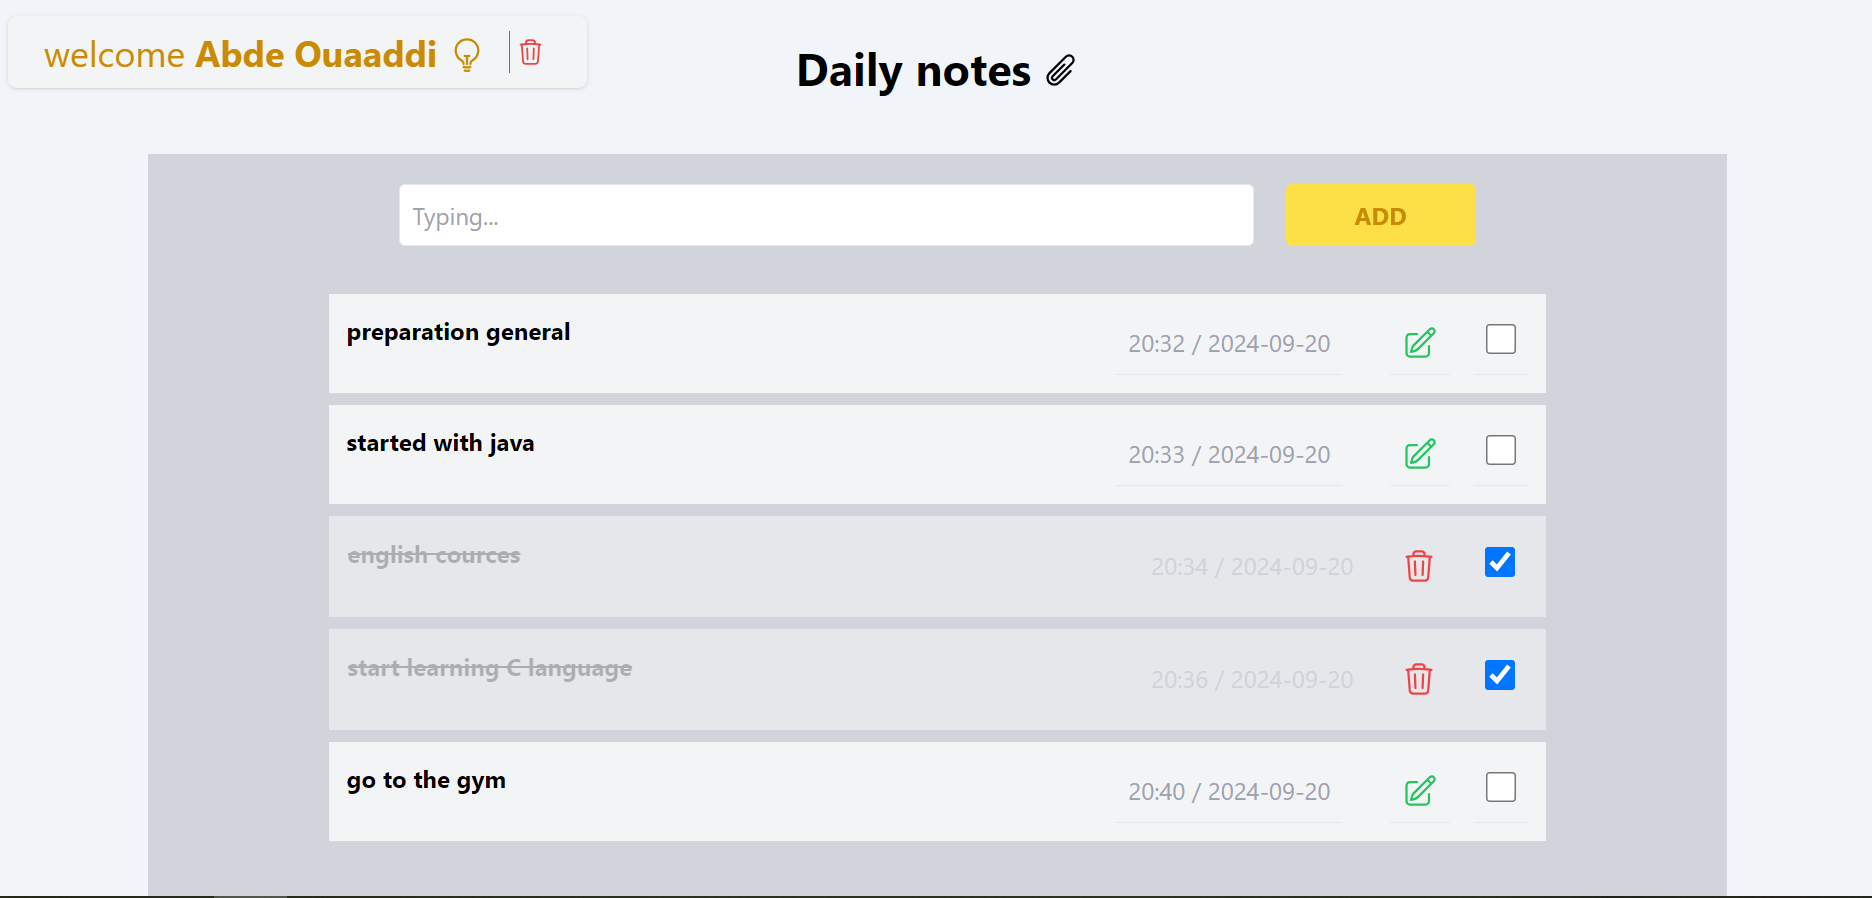 welcome Abde Ouaaddi
Daily notes
Typing...
ADD
preparation general
20:32 / 2024-09-20
started with java
20:33 / 2024-09-20
english cources
20:34 / 2024-09-20
start learning C language
20:36 / 2024-09-20
go to the gym
20:40 / 2024-09-20